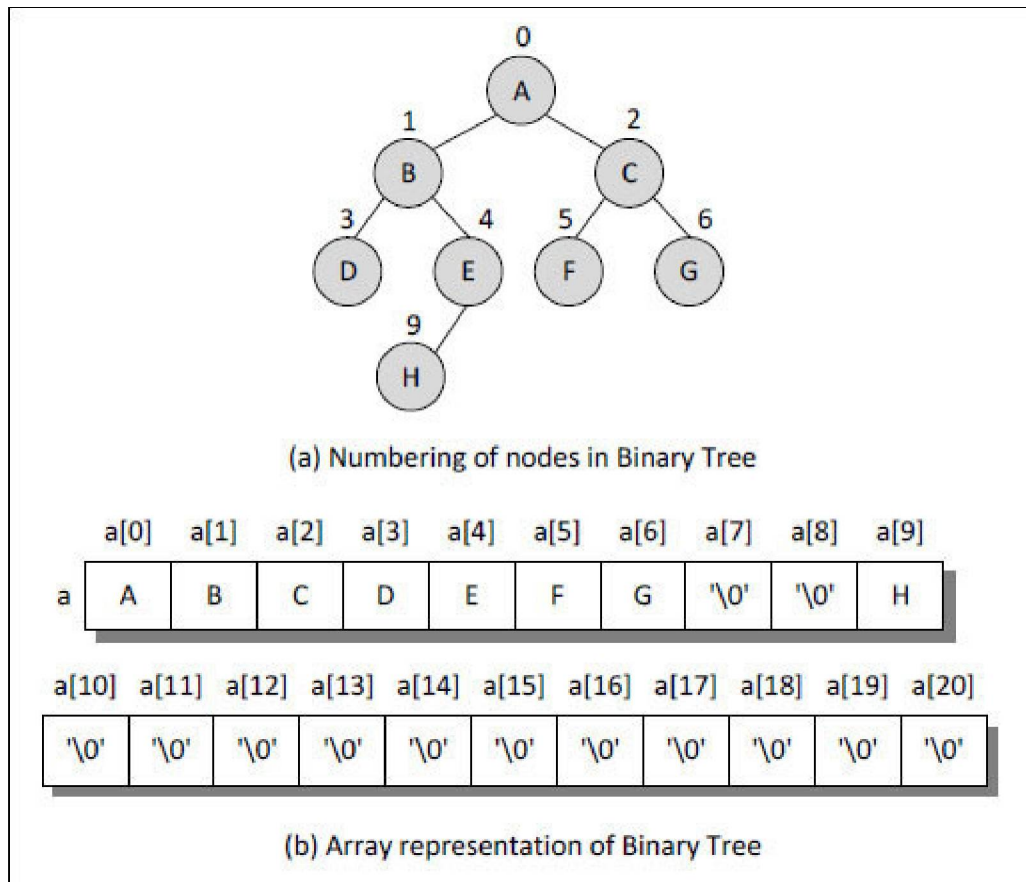 0
A
1 2
B C
3 4 5 6
D E F G
9
H
(a) Numbering of nodes in Binary Tree
a[0] a[1] a[2] a[3] a[4] a[5] a[6] a[7] a[8] a[9]
a A B C D E F G '\0' '\0' H
a[10] a[11] a[12] a[13] a[14] a[15] a[16] a[17] a[18] a[19] a[20]
'\0' '\0' '\0' '\0' '\0' '\0' '\0' '\0' '\0' '\0' '\0'
(b) Array representation of Binary Tree